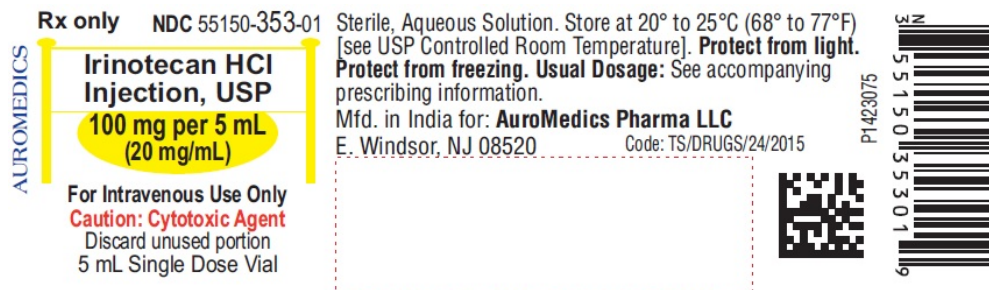 Rx only NDC 55150-353-01
AUROMEDICS
Irinotecan HCl
Injection, USP
100 mg per 5 mL
(20 mg/mL)
For Intravenous Use Only
Caution: Cytotoxic Agent
Discard unused portion
5 mL Single Dose Vial
Sterile, Aqueous Solution. Store at 20° to 25°C (68° to 77°F)
[see USP Controlled Room Temperature]. Protect from light.
Protect from freezing. Usual Dosage: See accompanying
prescribing information.
Mfd. in India for: AuroMedics Pharma LLC
E. Windsor, NJ 08520 Code: TS/DRUGS/24/2015
P1423075
N
3 55150 35301 9